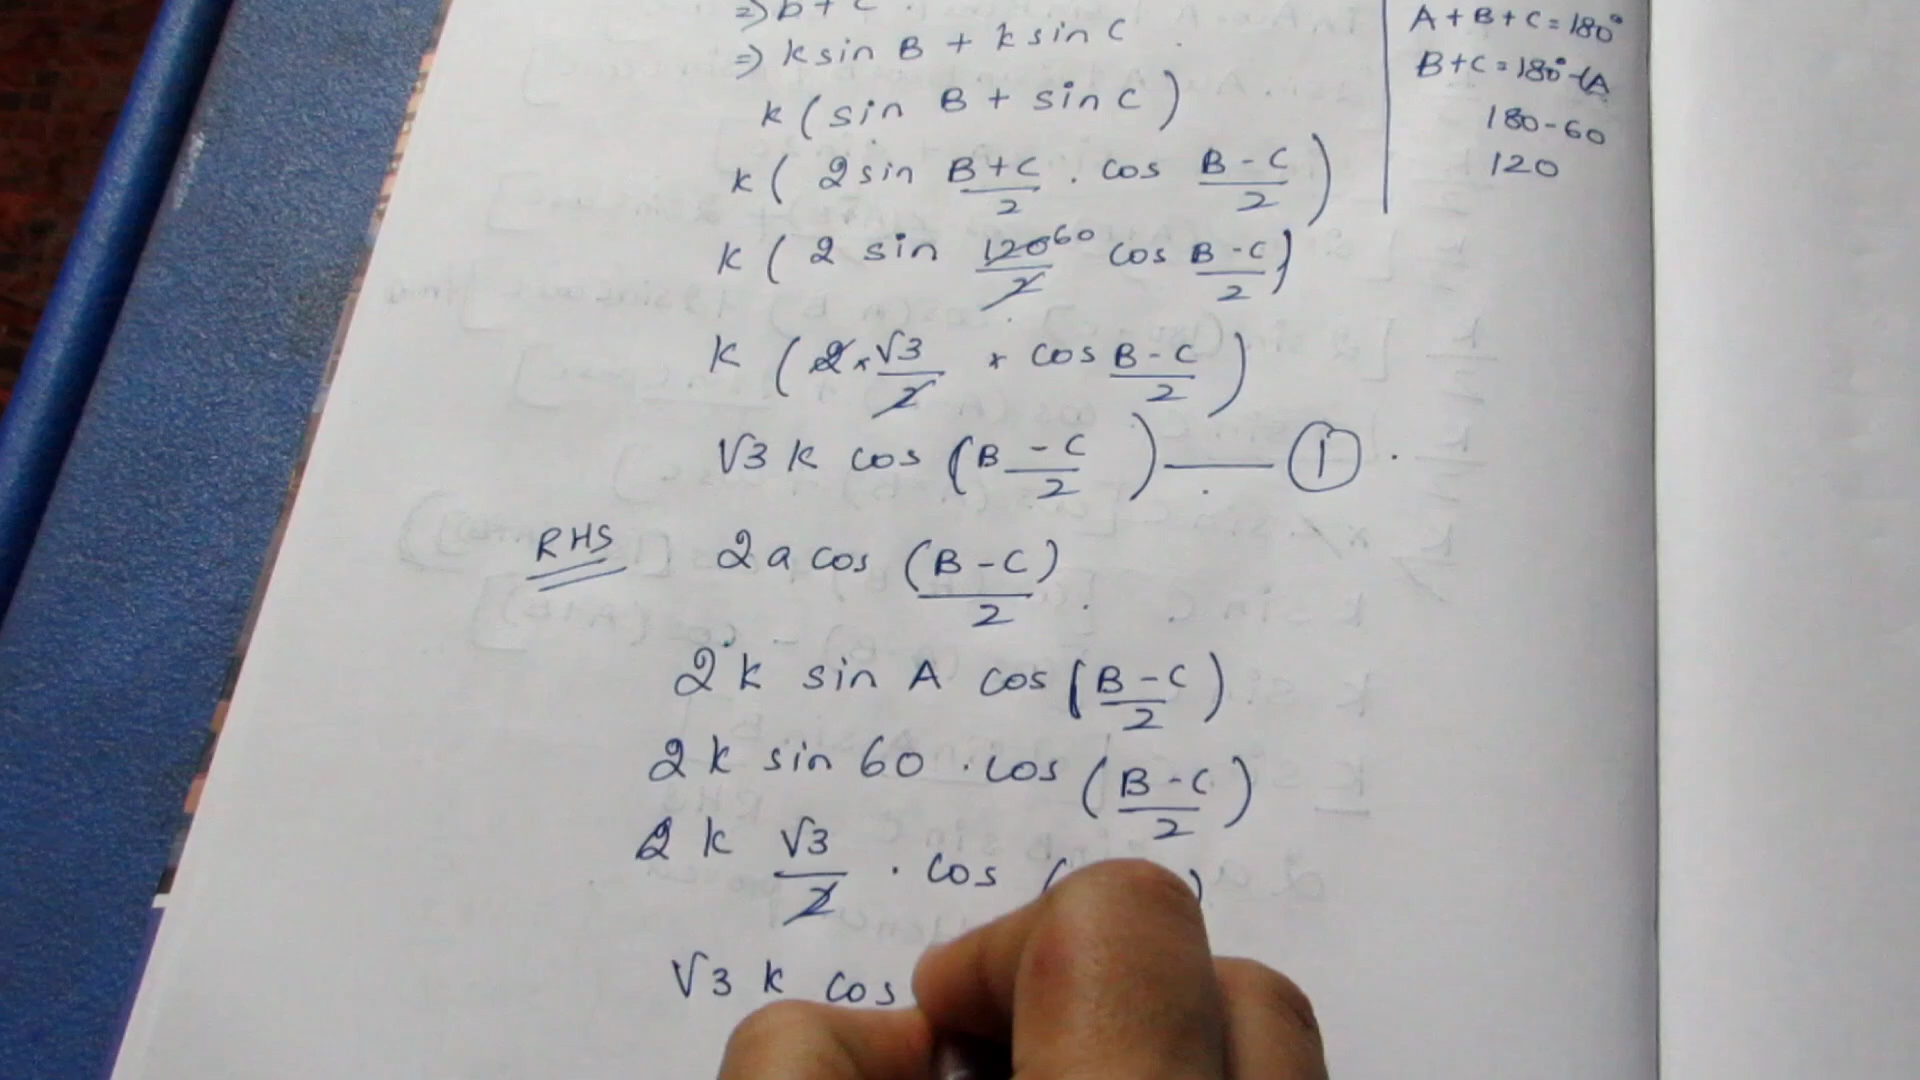 ⇒ b + c
⇒ k sin B + k sin C
k ( sin B + sin C )
k ( 2 sin B+C/2 . cos B-C/2 )
k ( 2 sin 120/2 60 cos B-C/2 )
k ( 2 × √3/2 × cos B-C/2 )
√3 k cos ( B-C/2 ) —— ①
A + B + C = 180°
B + C = 180° - A
180 - 60
120
RHS 2 a cos (B-C)/2 .
2 k sin A cos ( B-C/2 )
2 k sin 60 . cos ( B-C/2 )
2 k √3/2 . cos ( )
√3 k cos